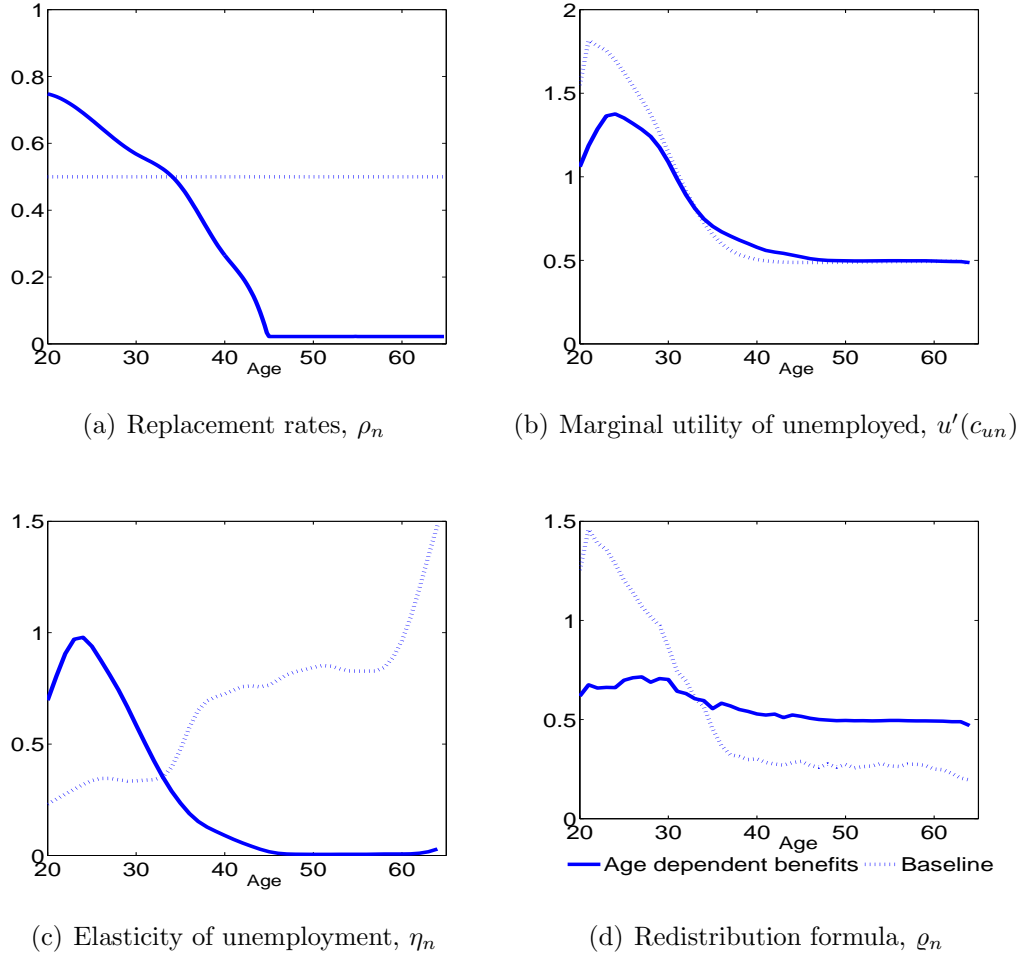 1
0.8
0.6
0.4
0.2
0
20 30 40 50 60
Age
(a) Replacement rates, ρn
2
1.5
1
0.5
0
20 30 40 50 60
Age
(b) Marginal utility of unemployed, u′(cun)
1.5
1
0.5
0
20 30 40 50 60
Age
(c) Elasticity of unemployment, ηn
1.5
1
0.5
0
20 30 40 50 60
Age
Age dependent benefits Baseline
(d) Redistribution formula, ϱn